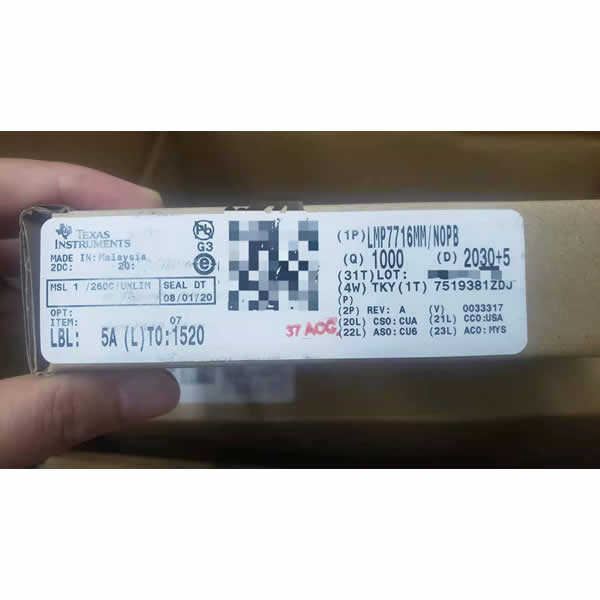 TEXAS
INSTRUMENTS
MADE IN:Malaysia
2DC: 20:
MSL 1 /260C/UNLIM
SEAL DT
08/01/20
OPT:
ITEM: 07
LBL: 5A (L)TO:1520
Pb
G3
e
37 ACC
(1P)LMP7716MM/NOPB
(Q) 1000 (D) 2030+5
(31T)LOT:
(4W) TKY(1T) 7519381ZDJ
(P)
(2P) REV: A (V) 0033317
(20L) CSO:CUA (21L) CCO:USA
(22L) ASO:CU6 (23L) ACO:MYS